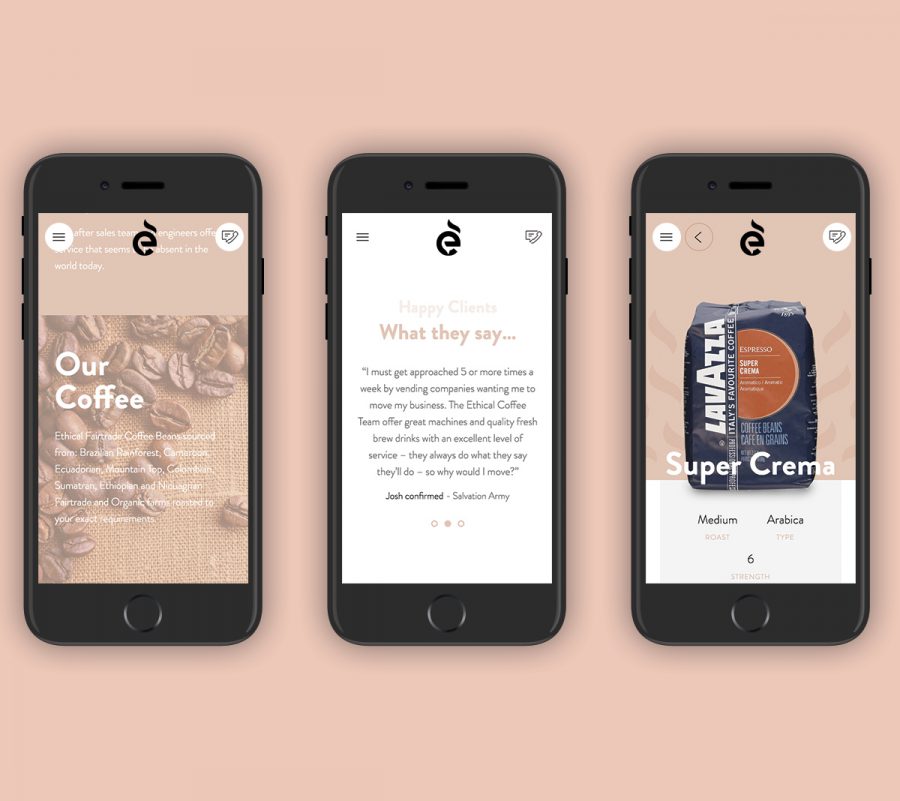 after sales team
engineers offe
service that seems
absent in the
world today.
Our
Coffee
Ethical Fairtrade Coffee Beans sourced
from: Brazilian Rainforest, Camaroon,
Ecuadorian, Mountain Top, Colombian,
Sumatran, Ethiopian and Nicuagrian
Fairtrade and Organic farms roasted to
your exact requirements.
Happy Clients
What they say...
“I must get approached 5 or more times a
week by vending companies wanting me to
move my business. The Ethical Coffee
Team offer great machines and quality fresh
brew drinks with an excellent level of
service – they always do what they say
they’ll do – so why would I move?”
Josh confirmed - Salvation Army
LAVAZZA
ITALY'S FAVOURITE COFFEE
ESPRESSO
SUPER
CREMA
Aromatico / Aromatic
Aromatique
COFFEE BEANS
CAFÉ EN GRAINS
Super Crema
Medium
ROAST
Arabica
TYPE
6
STRENGTH